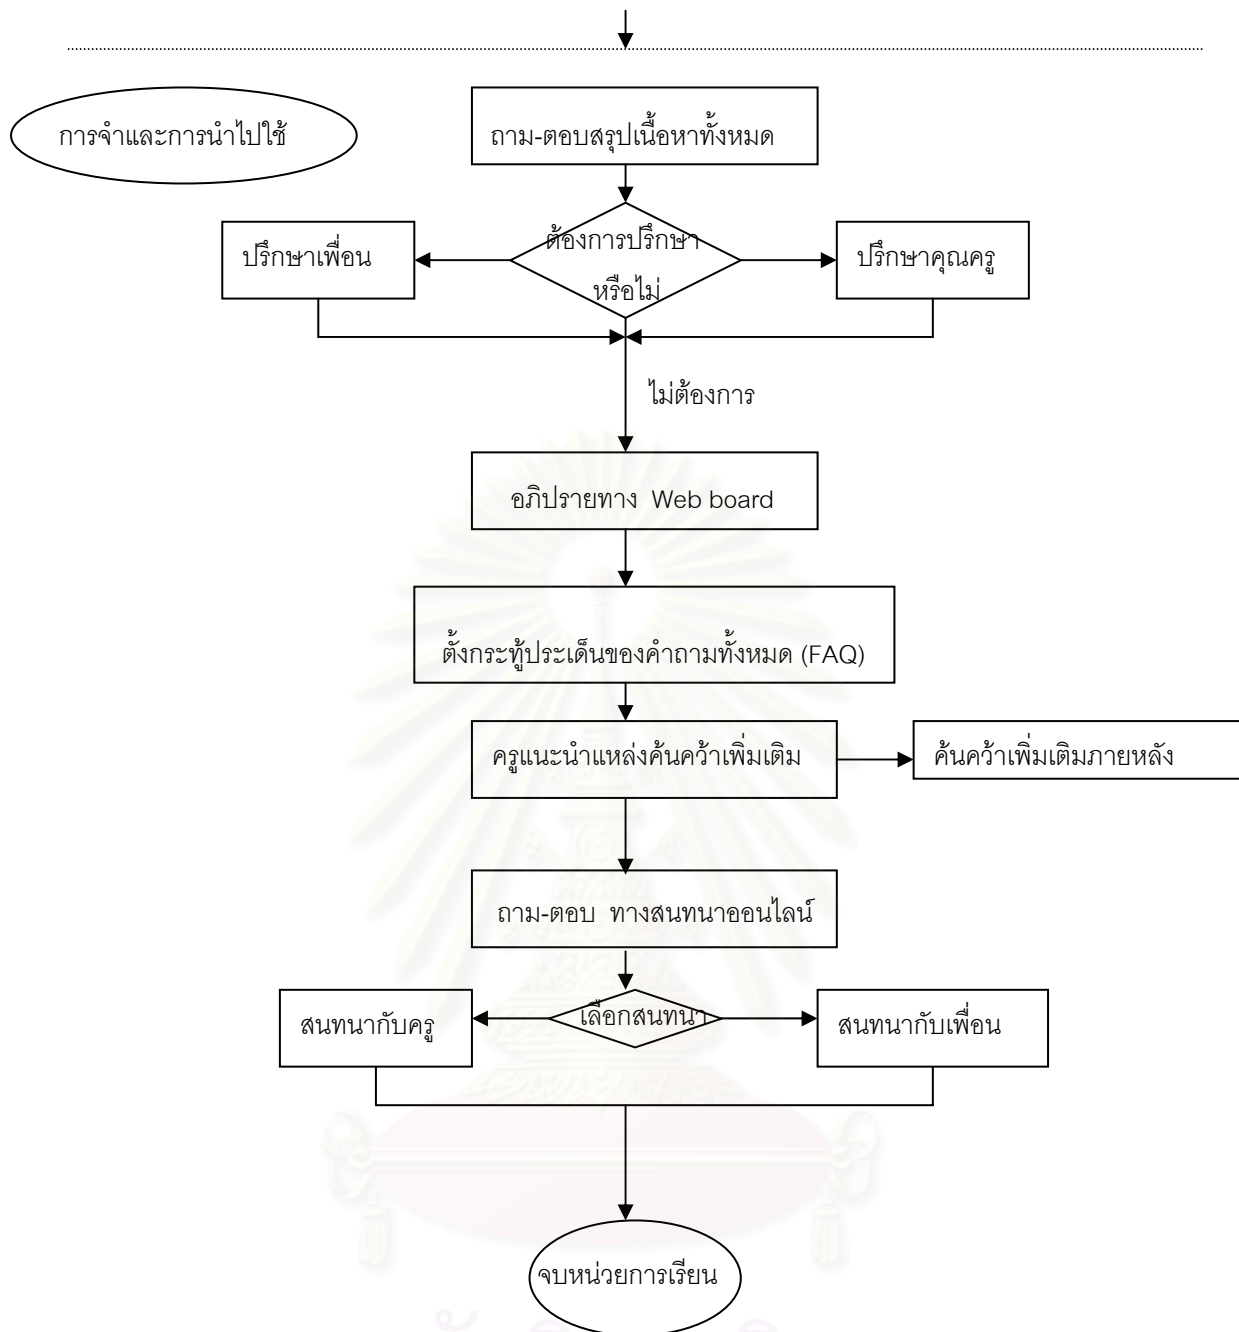 การจำและการนำไปใช้
ถาม-ตอบสรุปเนื้อหาทั้งหมด
ต้องการปรึกษา
หรือไม่
ปรึกษาเพื่อน
ปรึกษาคุณครู
ไม่ต้องการ
อภิปรายทาง Web board
ตั้งกระทู้ประเด็นของคำถามทั้งหมด (FAQ)
ครูแนะนำแหล่งค้นคว้าเพิ่มเติม
ค้นคว้าเพิ่มเติมภายหลัง
ถาม-ตอบ ทางสนทนาออนไลน์
สนทนากับครู
เลือกสนทนา
สนทนากับเพื่อน
จบหน่วยการเรียน